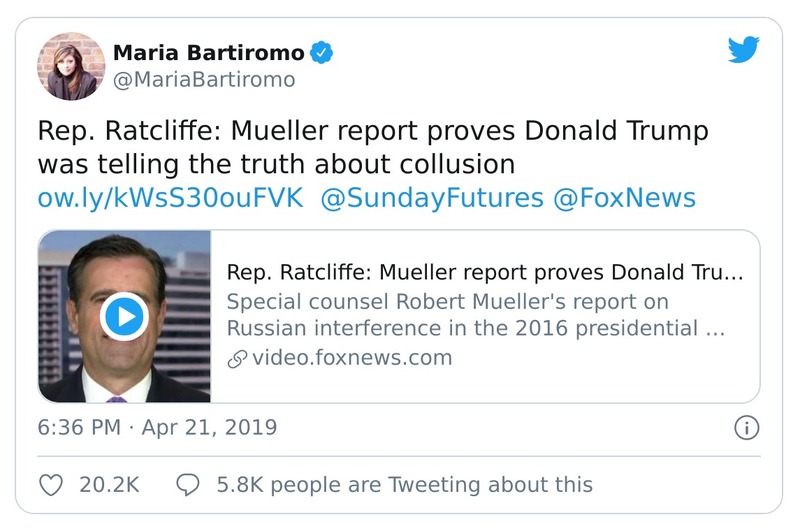 Maria Bartiromo
@MariaBartiromo
Rep. Ratcliffe: Mueller report proves Donald Trump
was telling the truth about collusion
ow.ly/kWsS30ouFVK @SundayFutures @FoxNews
Rep. Ratcliffe: Mueller report proves Donald Tru...
Special counsel Robert Mueller's report on
Russian interference in the 2016 presidential ...
video.foxnews.com
6:36 PM · Apr 21, 2019
20.2K 5.8K people are Tweeting about this